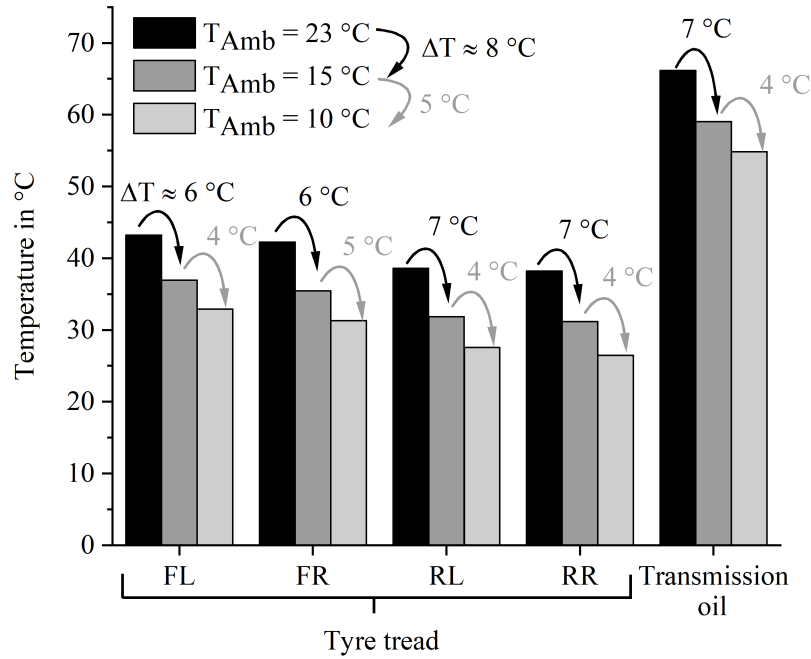 T_Amb = 23 °C
ΔT ≈ 8 °C
T_Amb = 15 °C
5 °C
T_Amb = 10 °C
7 °C
4 °C
ΔT ≈ 6 °C
4 °C
6 °C
5 °C
7 °C
4 °C
7 °C
4 °C
Temperature in °C
70
60
50
40
30
20
10
0
FL
FR
RL
RR
Transmission
oil
Tyre tread